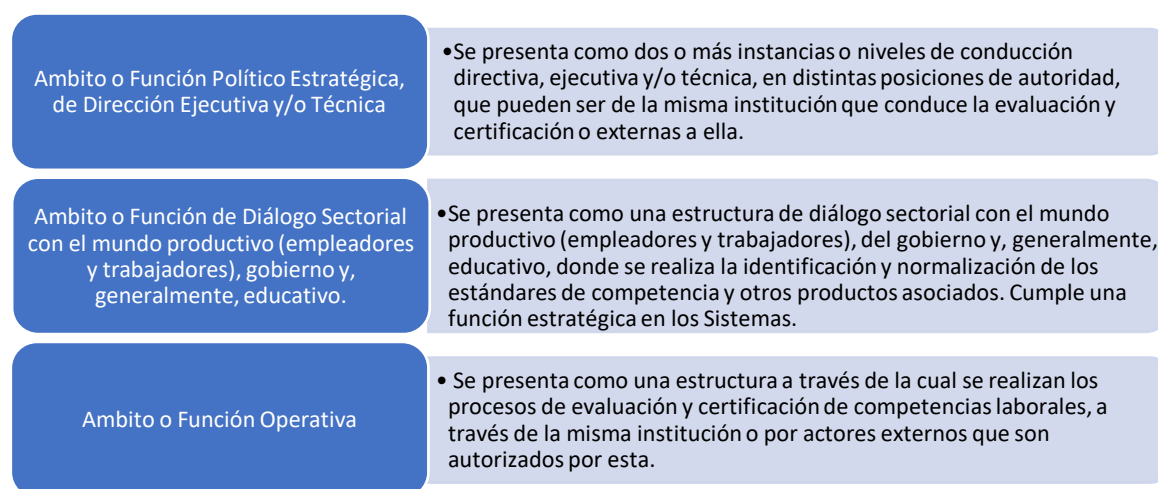 Ambito o Función Político Estratégica,
de Dirección Ejecutiva y/o Técnica
•Se presenta como dos o más instancias o niveles de conducción
directiva, ejecutiva y/o técnica, en distintas posiciones de autoridad,
que pueden ser de la misma institución que conduce la evaluación y
certificación o externas a ella.
Ambito o Función de Diálogo Sectorial
con el mundo productivo (empleadores
y trabajadores), gobierno y,
generalmente, educativo.
•Se presenta como una estructura de diálogo sectorial con el mundo
productivo (empleadores y trabajadores), del gobierno y, generalmente,
educativo, donde se realiza la identificación y normalización de los
estándares de competencia y otros productos asociados. Cumple una
función estratégica en los Sistemas.
Ambito o Función Operativa
• Se presenta como una estructura a través de la cual se realizan los
procesos de evaluación y certificación de competencias laborales, a
través de la misma institución o por actores externos que son
autorizados por esta.